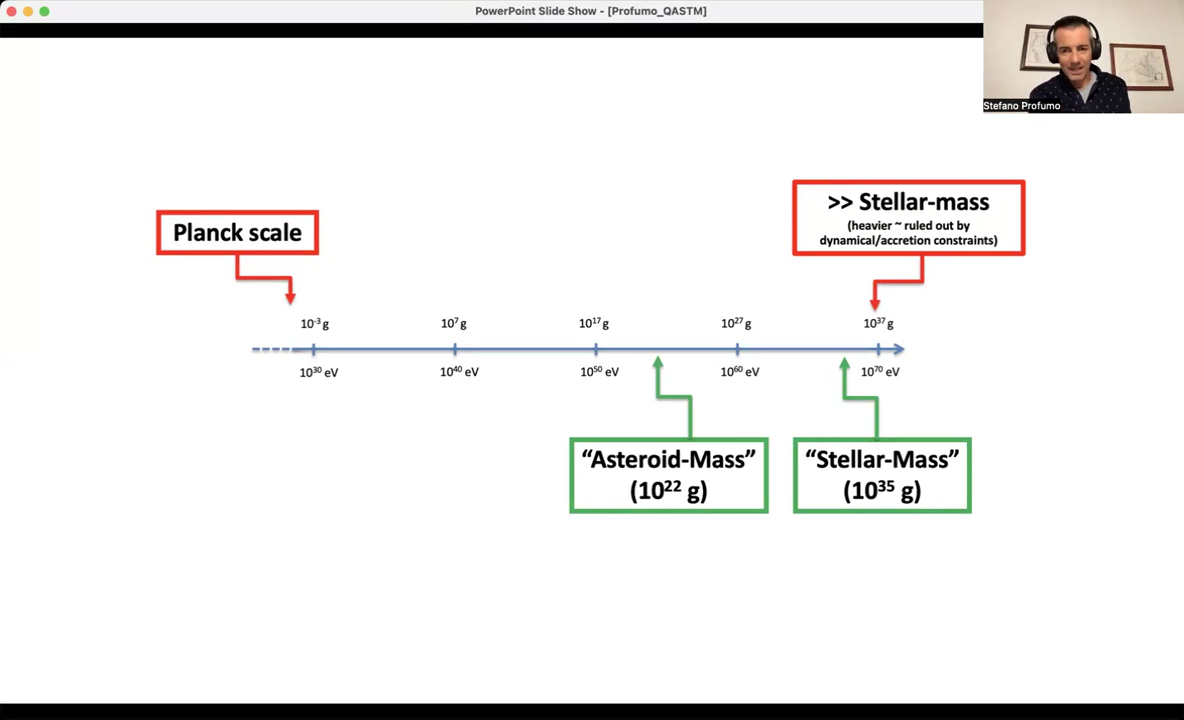 PowerPoint Slide Show - [Profumo_QASTM]
Stefano Profumo
>> Stellar-mass
(heavier ~ ruled out by
dynamical/accretion constraints)
Planck scale
10⁻³ g
10⁷ g
10¹⁷ g
10²⁷ g
10³⁷ g
10³⁰ eV
10⁴⁰ eV
10⁵⁰ eV
10⁶⁰ eV
10⁷⁰ eV
“Asteroid-Mass”
(10²² g)
“Stellar-Mass”
(10³⁵ g)